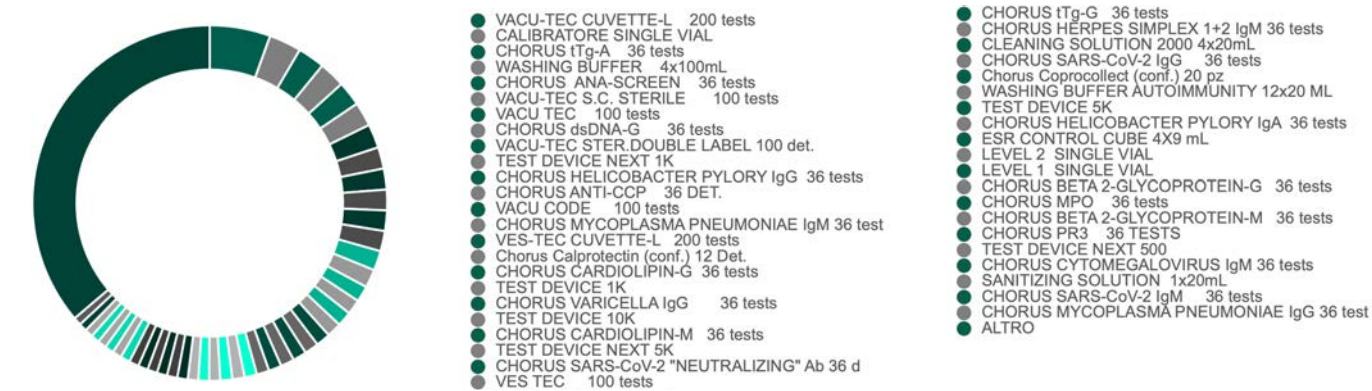 VACU-TEC CUVETTE-L 200 tests
CALIBRATORE SINGLE VIAL
CHORUS tTg-A 36 tests
WASHING BUFFER 4x100mL
CHORUS ANA-SCREEN 36 tests
VACU-TEC S.C. STERILE 100 tests
VACU TEC 100 tests
CHORUS dsDNA-G 36 tests
VACU-TEC STER.DOUBLE LABEL 100 det.
TEST DEVICE NEXT 1K
CHORUS HELICOBACTER PYLORY IgG 36 tests
CHORUS ANTI-CCP 36 DET.
VACU CODE 100 tests
CHORUS MYCOPLASMA PNEUMONIAE IgM 36 test
VES-TEC CUVETTE-L 200 tests
Chorus Calprotectin (conf.) 12 Det.
CHORUS CARDIOLIPIN-G 36 tests
TEST DEVICE 1K
CHORUS VARICELLA IgG 36 tests
TEST DEVICE 10K
CHORUS CARDIOLIPIN-M 36 tests
TEST DEVICE NEXT 5K
CHORUS SARS-CoV-2 "NEUTRALIZING" Ab 36 d
VES TEC 100 tests
CHORUS tTg-G 36 tests
CHORUS HERPES SIMPLEX 1+2 IgM 36 tests
CLEANING SOLUTION 2000 4x20mL
CHORUS SARS-CoV-2 IgG 36 tests
Chorus Coprocollect (conf.) 20 pz
WASHING BUFFER AUTOIMMUNITY 12x20 ML
TEST DEVICE 5K
CHORUS HELICOBACTER PYLORY IgA 36 tests
ESR CONTROL CUBE 4X9 mL
LEVEL 2 SINGLE VIAL
LEVEL 1 SINGLE VIAL
CHORUS BETA 2-GLYCOPROTEIN-G 36 tests
CHORUS MPO 36 tests
CHORUS BETA 2-GLYCOPROTEIN-M 36 tests
CHORUS PR3 36 TESTS
TEST DEVICE NEXT 500
CHORUS CYTOMEGALOVIRUS IgM 36 tests
SANITIZING SOLUTION 1x20mL
CHORUS SARS-CoV-2 IgM 36 tests
CHORUS MYCOPLASMA PNEUMONIAE IgG 36 test
ALTRO